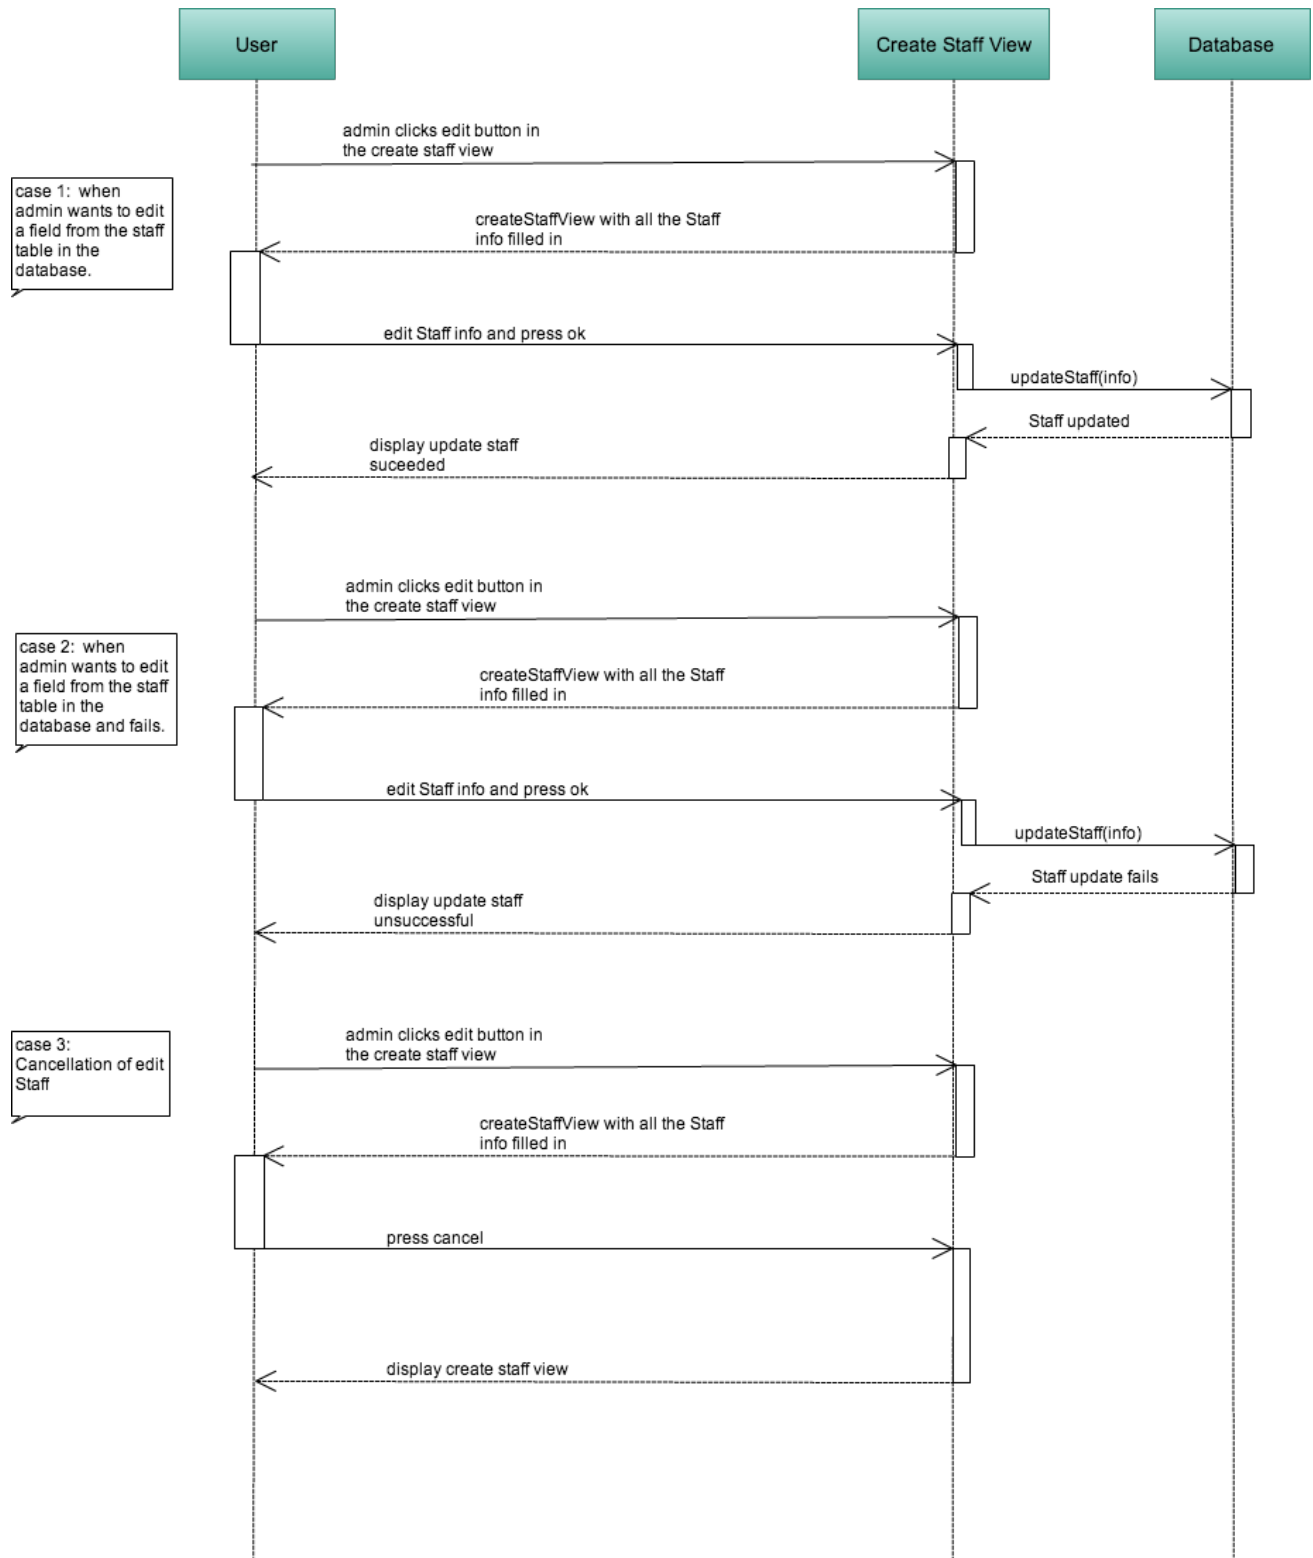 User
Create Staff View
Database
admin clicks edit button in
the create staff view
case 1:  when
admin wants to edit
a field from the staff
table in the
database.
createStaffView with all the Staff
info filled in
edit Staff info and press ok
updateStaff(info)
Staff updated
display update staff
suceeded
admin clicks edit button in
the create staff view
case 2:  when
admin wants to edit
a field from the staff
table in the
database and fails.
createStaffView with all the Staff
info filled in
edit Staff info and press ok
updateStaff(info)
Staff update fails
display update staff
unsuccessful
case 3:
Cancellation of edit
Staff
admin clicks edit button in
the create staff view
createStaffView with all the Staff
info filled in
press cancel
display create staff view